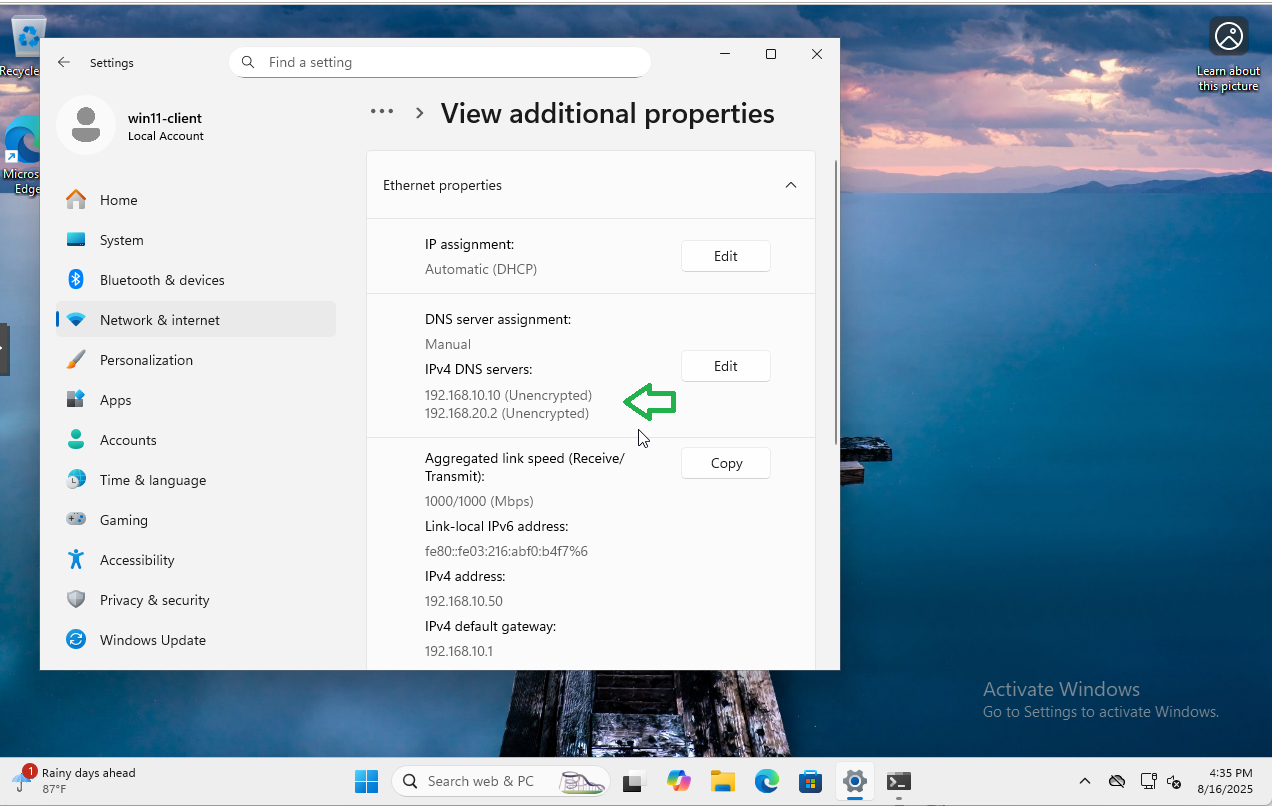 Recycle
Learn about
this picture
Micros
Edge
Settings
Find a setting
win11-client
Local Account
Home
System
Bluetooth & devices
Network & internet
Personalization
Apps
Accounts
Time & language
Gaming
Accessibility
Privacy & security
Windows Update
... > View additional properties
Ethernet properties
IP assignment:
Automatic (DHCP)
Edit
DNS server assignment:
Manual
IPv4 DNS servers:
192.168.10.10 (Unencrypted)
192.168.20.2 (Unencrypted)
Edit
Aggregated link speed (Receive/
Transmit):
1000/1000 (Mbps)
Copy
Link-local IPv6 address:
fe80::fe03:216:abf0:b4f7%6
IPv4 address:
192.168.10.50
IPv4 default gateway:
192.168.10.1
Activate Windows
Go to Settings to activate Windows.
1
Rainy days ahead
87°F
Search web & PC
4:35 PM
8/16/2025